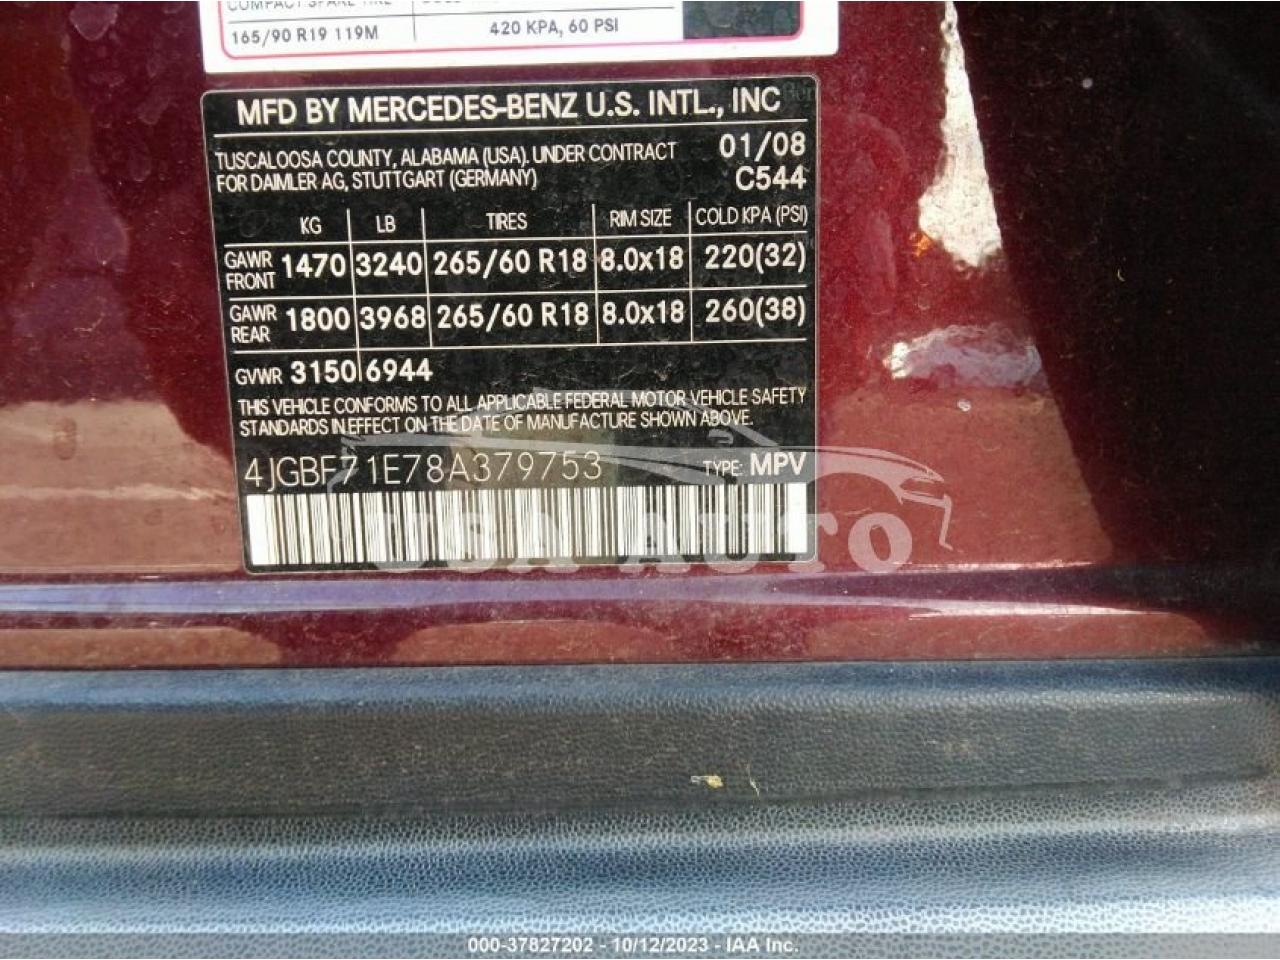 COMPACT SPARE TIRE
165/90 R19 119M 420 KPA, 60 PSI
MFD BY MERCEDES-BENZ U.S. INTL., INC
TUSCALOOSA COUNTY, ALABAMA (USA). UNDER CONTRACT 01/08
FOR DAIMLER AG, STUTTGART (GERMANY) C544
KG LB TIRES RIM SIZE COLD KPA (PSI)
GAWR FRONT 1470 3240 265/60 R18 8.0x18 220(32)
GAWR REAR 1800 3968 265/60 R18 8.0x18 260(38)
GVWR 3150 6944
THIS VEHICLE CONFORMS TO ALL APPLICABLE FEDERAL MOTOR VEHICLE SAFETY
STANDARDS IN EFFECT ON THE DATE OF MANUFACTURE SHOWN ABOVE.
4JGBF71E78A379753 TYPE: MPV
USA AUTO
000-37827202 - 10/12/2023 - IAA Inc.